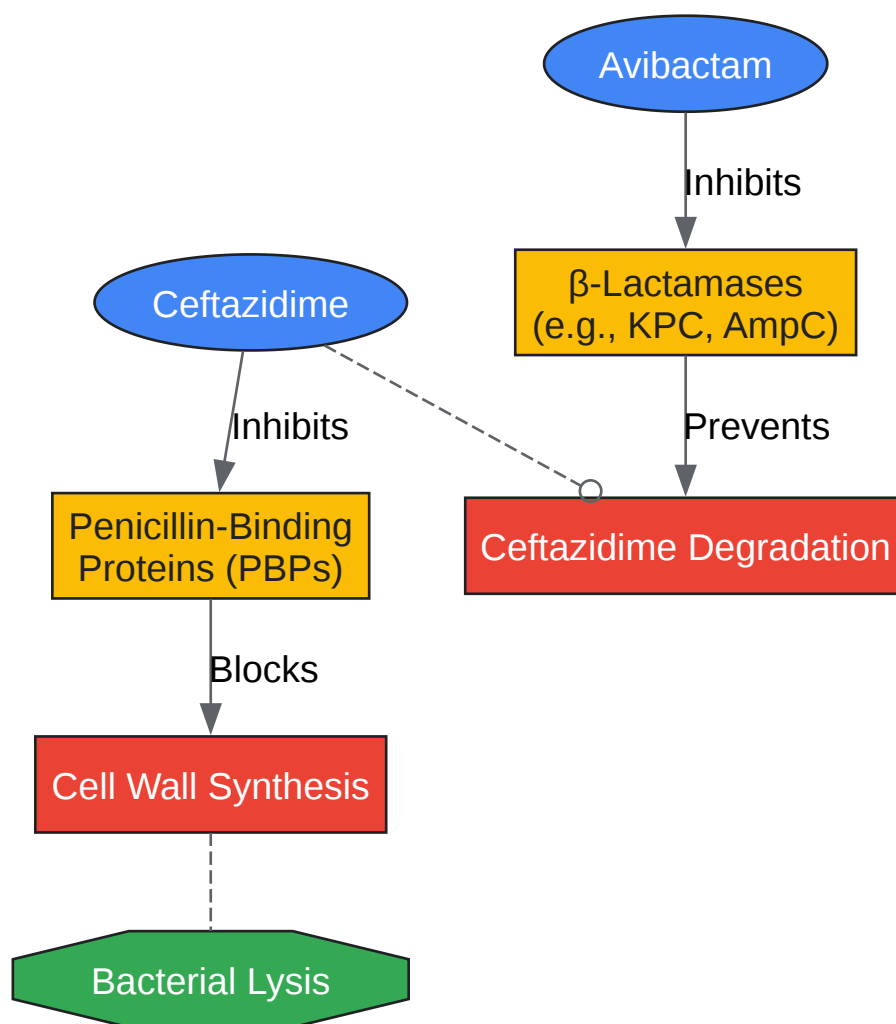 Avibactam
Inhibits
β-Lactamases
(e.g., KPC, AmpC)
Ceftazidime
Inhibits
Prevents
Penicillin-Binding
Proteins (PBPs)
Ceftazidime Degradation
Blocks
Cell Wall Synthesis
Bacterial Lysis